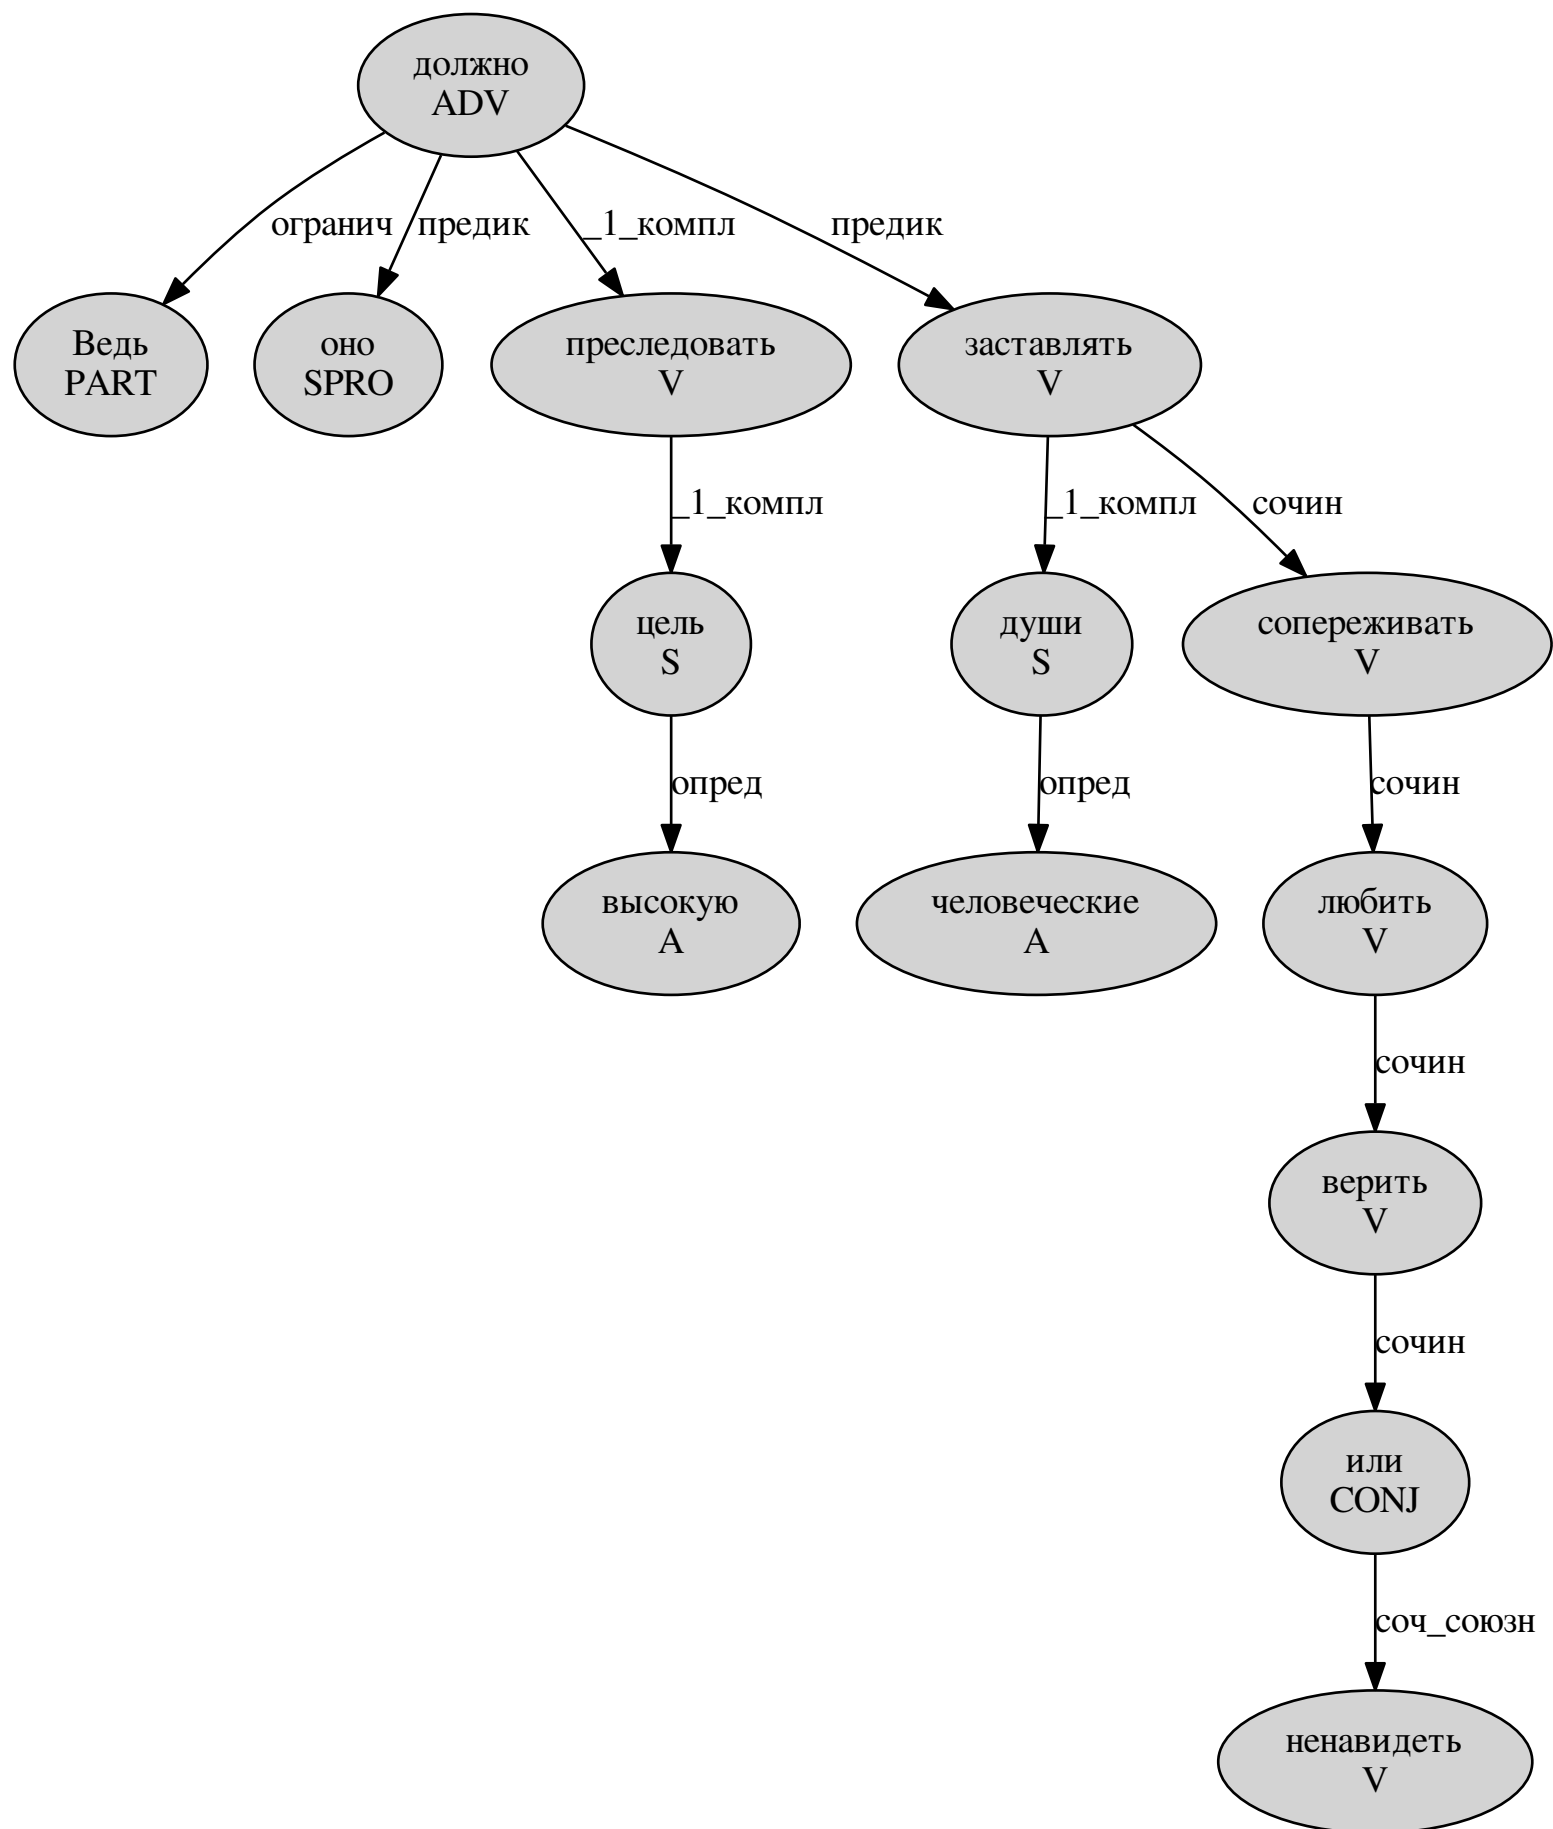 должно
ADV
огранич
предик
_1_компл
предик
Ведь
PART
оно
SPRO
преследовать
V
заставлять
V
_1_компл
_1_компл
сочин
цель
S
души
S
сопереживать
V
опред
опред
сочин
высокую
A
человеческие
A
любить
V
сочин
верить
V
сочин
или
CONJ
соч_союзн
ненавидеть
V